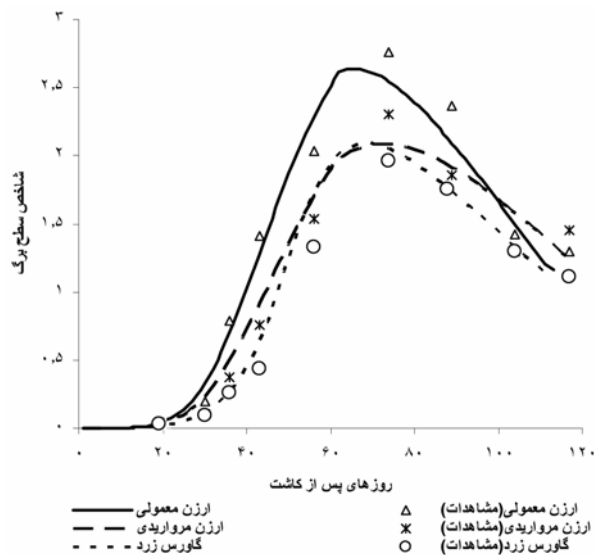 ۳
۲,۵
۲
۱,۵
۱
۰,۵
۰
شاخص سطح برگ
۰ ۲۰ ۴۰ ۶۰ ۸۰ ۱۰۰ ۱۲۰
روزهای پس از کاشت
ارزن معمولی ارزن معمولی(مشاهدات)
ارزن مرواریدی ارزن مرواریدی(مشاهدات)
گاورس زرد گاورس زرد(مشاهدات)